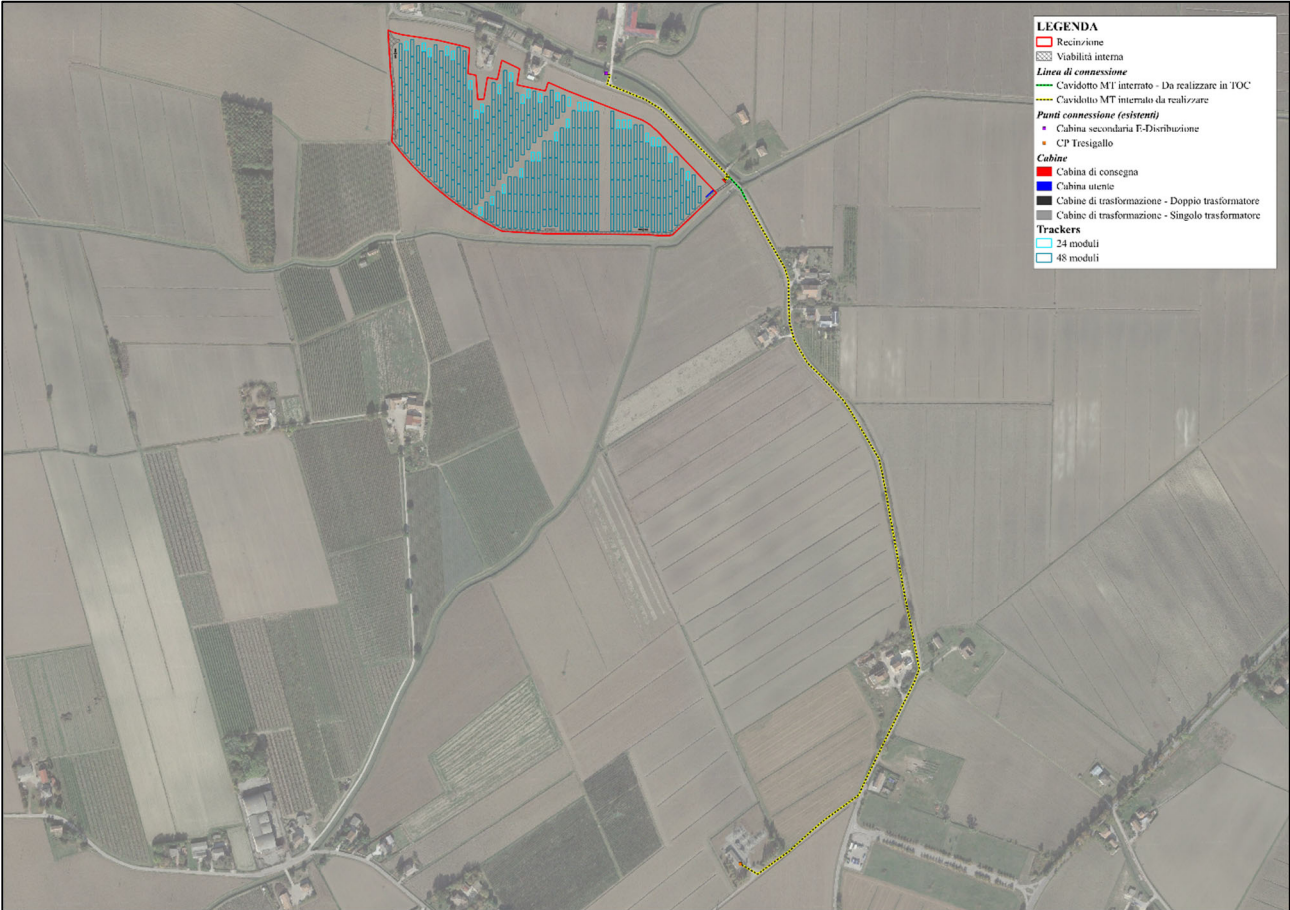 LEGENDA
Recinzione
Viabilità interna
Linea di connessione
Cavidotto MT interrato - Da realizzare in TOC
Cavidotto MT interrato da realizzare
Punti connessione (esistenti)
Cabina secondaria E-Distribuzione
CP Tresigallo
Cabine
Cabina di consegna
Cabina utente
Cabine di trasformazione - Doppio trasformatore
Cabine di trasformazione - Singolo trasformatore
Trackers
24 moduli
48 moduli